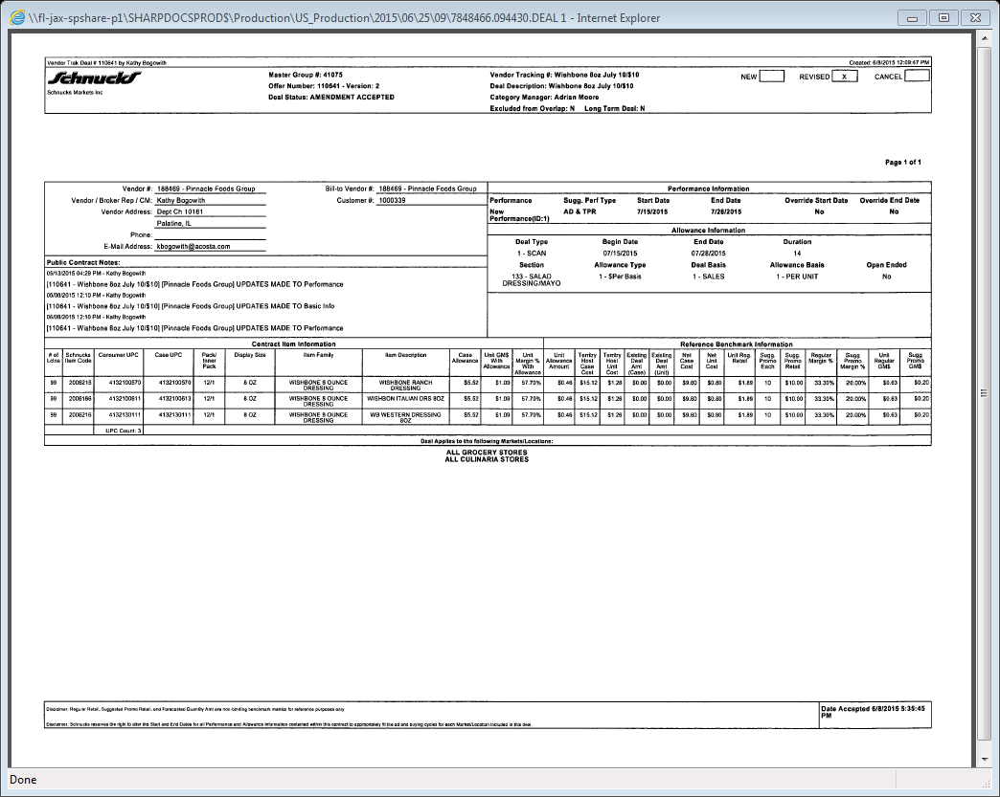 \\fl-jax-spshare-p1\SHARPDOCSPROD$\Production\US_Production\2015\06\25\09\7848466.094430.DEAL 1 - Internet Explorer
Vendor Trak Deal # 110641 by Kathy Bogowith
Created: 6/8/2015 12:09:47 PM
Schnucks
Schnucks Markets Inc
Master Group #: 41075
Offer Number: 110641 - Version: 2
Deal Status: AMENDMENT ACCEPTED
Vendor Tracking #: Wishbone 8oz July 10/$10
Deal Description: Wishbone 8oz July 10/$10
Category Manager: Adrian Moore
Excluded from Overlap: N Long Term Deal: N
NEW REVISED X CANCEL
Page 1 of 1
Vendor #: 188469 - Pinnacle Foods Group
Bill-to Vendor #: 188469 - Pinnacle Foods Group
Vendor / Broker Rep / CM: Kathy Bogowith
Customer #: 1000339
Vendor Address: Dept Ch 10181
Palatine, IL
Phone:
E-Mail Address: kbogowith@acosta.com
Public Contract Notes:
05/13/2015 04:29 PM - Kathy Bogowith
[110641 - Wishbone 8oz July 10/$10] [Pinnacle Foods Group] UPDATES MADE TO Performance
06/08/2015 12:10 PM - Kathy Bogowith
[110641 - Wishbone 8oz July 10/$10] [Pinnacle Foods Group] UPDATES MADE TO Basic Info
06/08/2015 12:10 PM - Kathy Bogowith
[110641 - Wishbone 8oz July 10/$10] [Pinnacle Foods Group] UPDATES MADE TO Performance
Performance Information
Performance Sugg. Perf Type Start Date End Date Override Start Date Override End Date
New Performance(ID:1) AD & TPR 7/15/2015 7/28/2015 No No
Allowance Information
Deal Type Begin Date End Date Duration
1 - SCAN 07/15/2015 07/28/2015 14
Section Allowance Type Deal Basis Allowance Basis Open Ended
133 - SALAD DRESSING/MAYO 1 - $Per Basis 1 - SALES 1 - PER UNIT No
Contract Item Information
Reference Benchmark Information
# of Lctns Schnucks Item Code Consumer UPC Case UPC Pack/ Inner Pack Display Size Item Family Item Description Case Allowance Unit GM$ With Allowance Unit Margin % With Allowance Unit Allowance Amount Territry Host Case Cost Territry Host Unit Cost Existing Deal Amt (Case) Existing Deal Amt (Unit) Net Case Cost Net Unit Cost Unit Reg. Retail Sugg. Promo Each Sugg. Promo Retail Regular Margin % Sugg Promo Margin % Unit Regular GM$ Sugg Promo GM$
99 2006215 4132100570 4132100570 12/1 8 OZ WISHBONE 8 OUNCE DRESSING WISHBONE RANCH DRESSING $5.52 $1.09 57.70% $0.46 $15.12 $1.26 $0.00 $0.00 $9.60 $0.80 $1.89 10 $10.00 33.30% 20.00% $0.63 $0.20
99 2006166 4132100611 4132100613 12/1 8 OZ WISHBONE 8 OUNCE DRESSING WISHBON ITALIAN DRS 8OZ $5.52 $1.09 57.70% $0.46 $15.12 $1.26 $0.00 $0.00 $9.60 $0.80 $1.89 10 $10.00 33.30% 20.00% $0.63 $0.20
99 2006216 4132130111 4132130111 12/1 8 OZ WISHBONE 8 OUNCE DRESSING WB WESTERN DRESSING 8OZ $5.52 $1.09 57.70% $0.46 $15.12 $1.26 $0.00 $0.00 $9.60 $0.80 $1.89 10 $10.00 33.30% 20.00% $0.63 $0.20
UPC Count: 3
Deal Applies to the following Markets/Locations:
ALL GROCERY STORES
ALL CULINARIA STORES
Disclaimer: Regular Retail, Suggested Promo Retail, and Forecasted Quantity Amt are non-binding benchmark metrics for reference purposes only.
Disclaimer: Schnucks reserves the right to alter the Start and End Dates for all Performance and Allowance information contained within this contract to appropriately fit the ad and buying cycles for each Market/Location included in this deal.
Date Accepted 6/8/2015 5:35:45
PM
Done